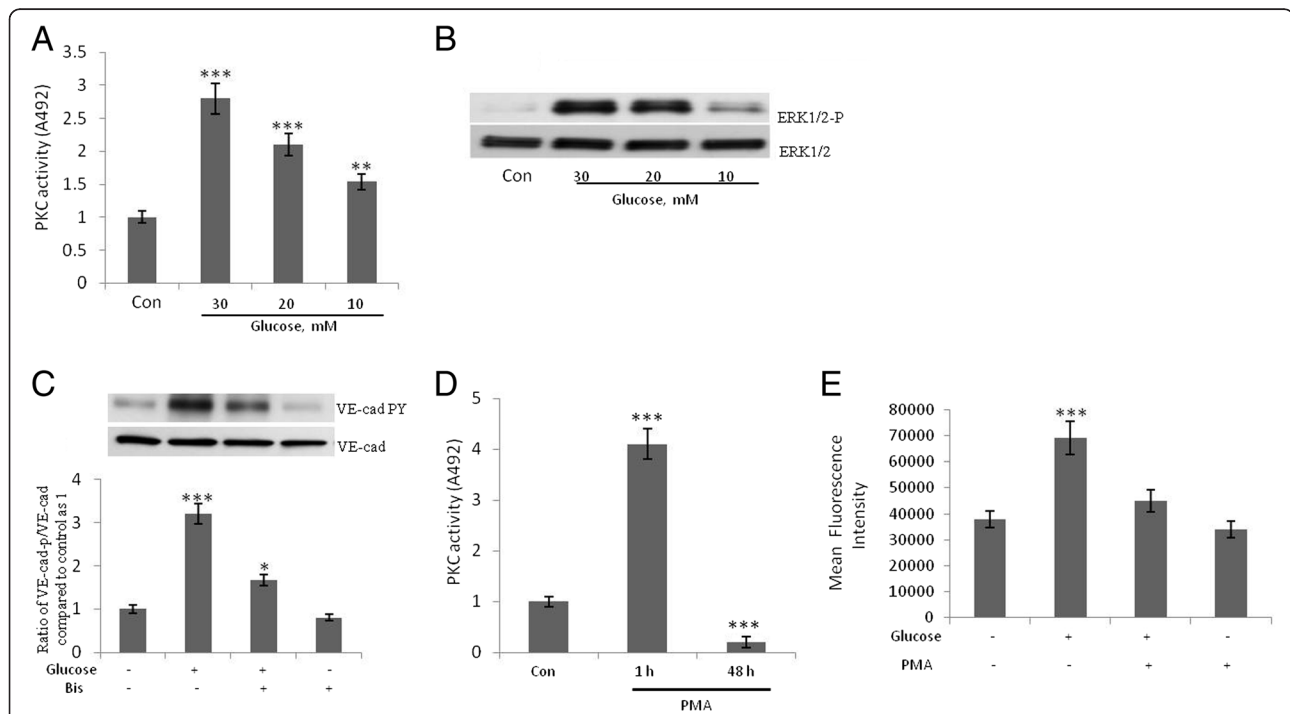 A
PKC activity (A492)
3.5
3
2.5
2
1.5
1
0.5
0
***
***
**
Con
30 20 10
Glucose, mM
B
ERK1/2-P
ERK1/2
Con 30 20 10
Glucose, mM
C
VE-cad PY
VE-cad
Ratio of VE-cad-p/VE-cad
compared to control as 1
4
3
2
1
0
***
*
Glucose - + + -
Bis - - + +
D
PKC activity (A492)
5
4
3
2
1
0
***
***
Con 1 h 48 h
PMA
E
Mean Fluorescence
Intensity
80000
70000
60000
50000
40000
30000
20000
10000
0
***
Glucose - + + -
PMA - - + +